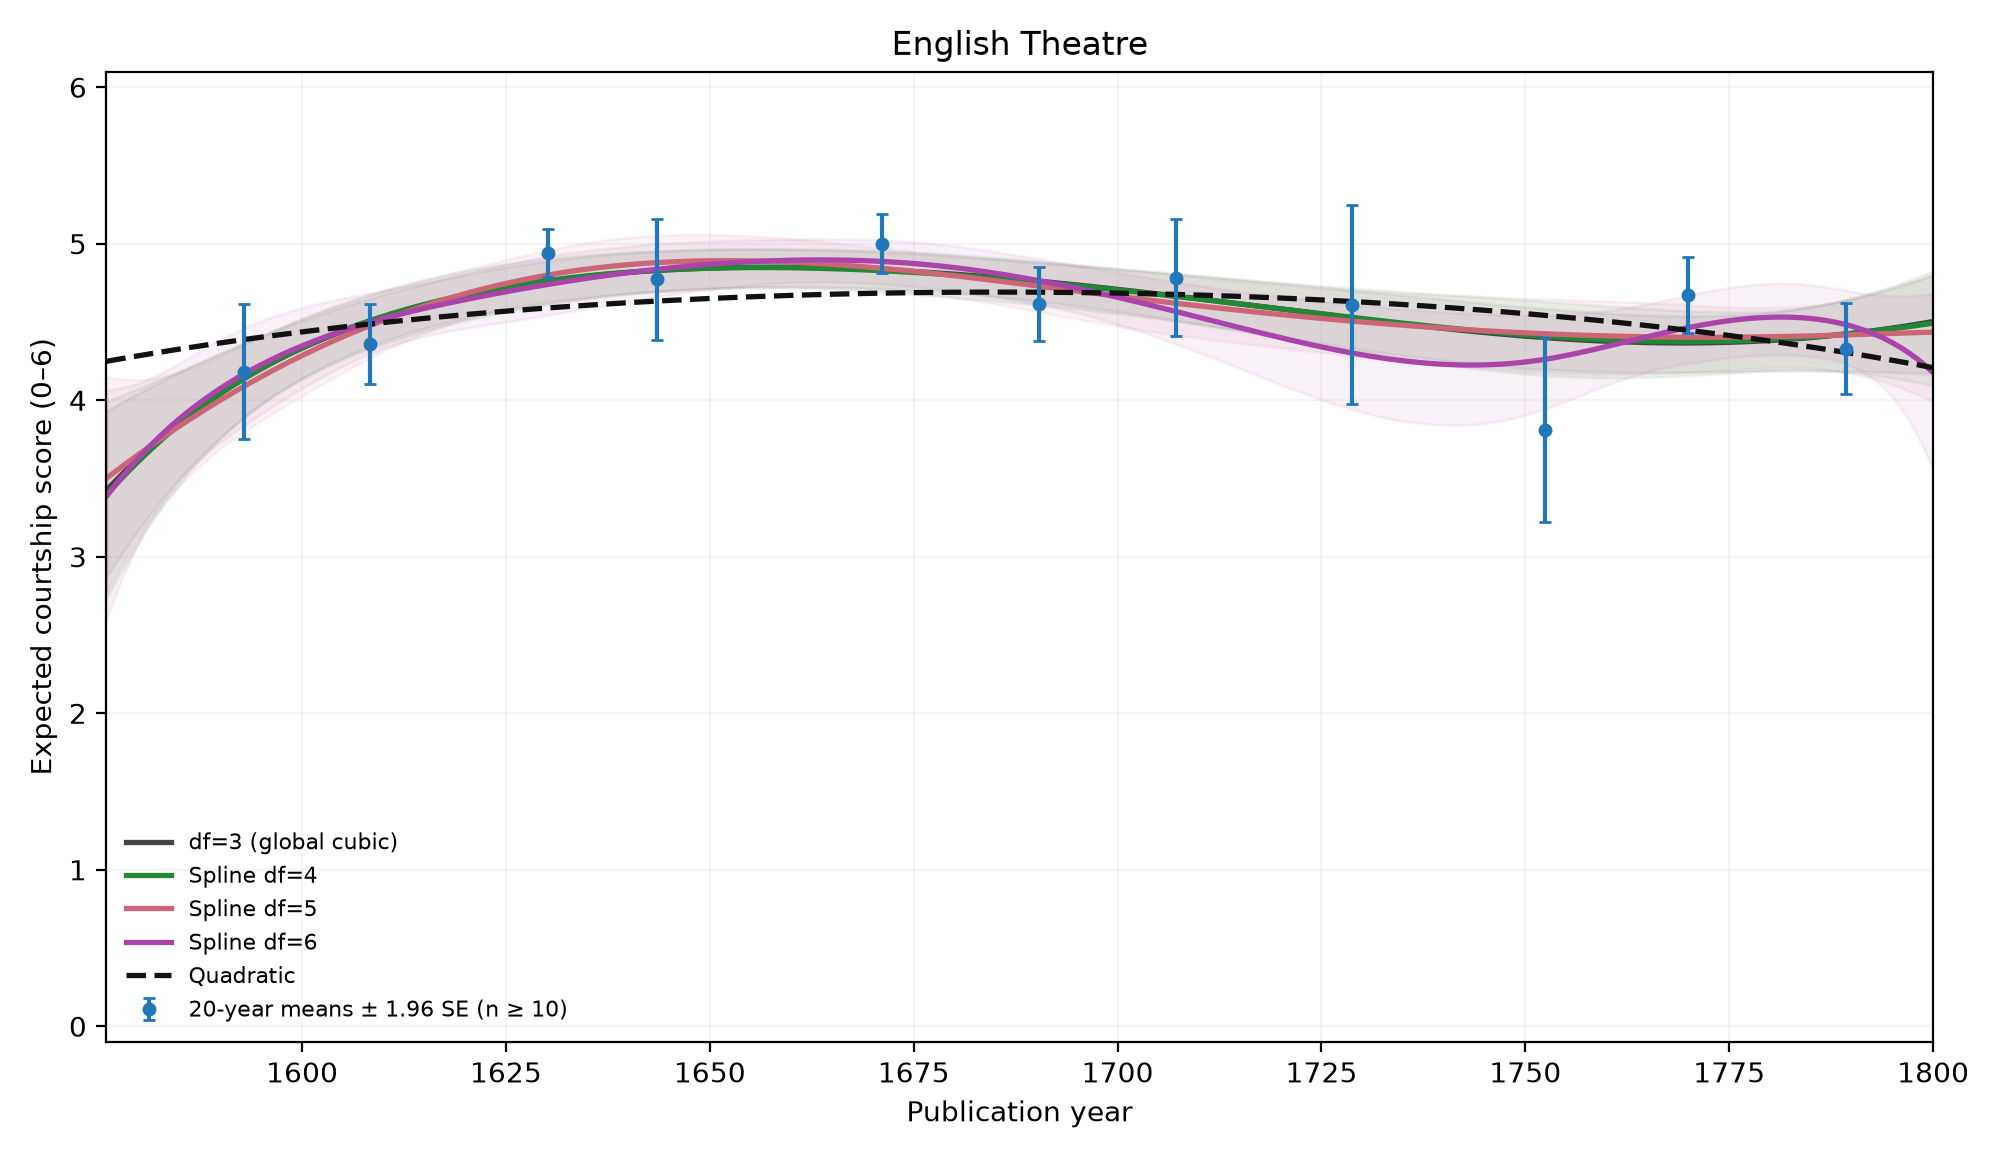 English Theatre
Expected courtship score (0–6)
6
5
4
3
2
1
0
df=3 (global cubic)
Spline df=4
Spline df=5
Spline df=6
Quadratic
20-year means ± 1.96 SE (n ≥ 10)
1600 1625 1650 1675 1700 1725 1750 1775 1800
Publication year